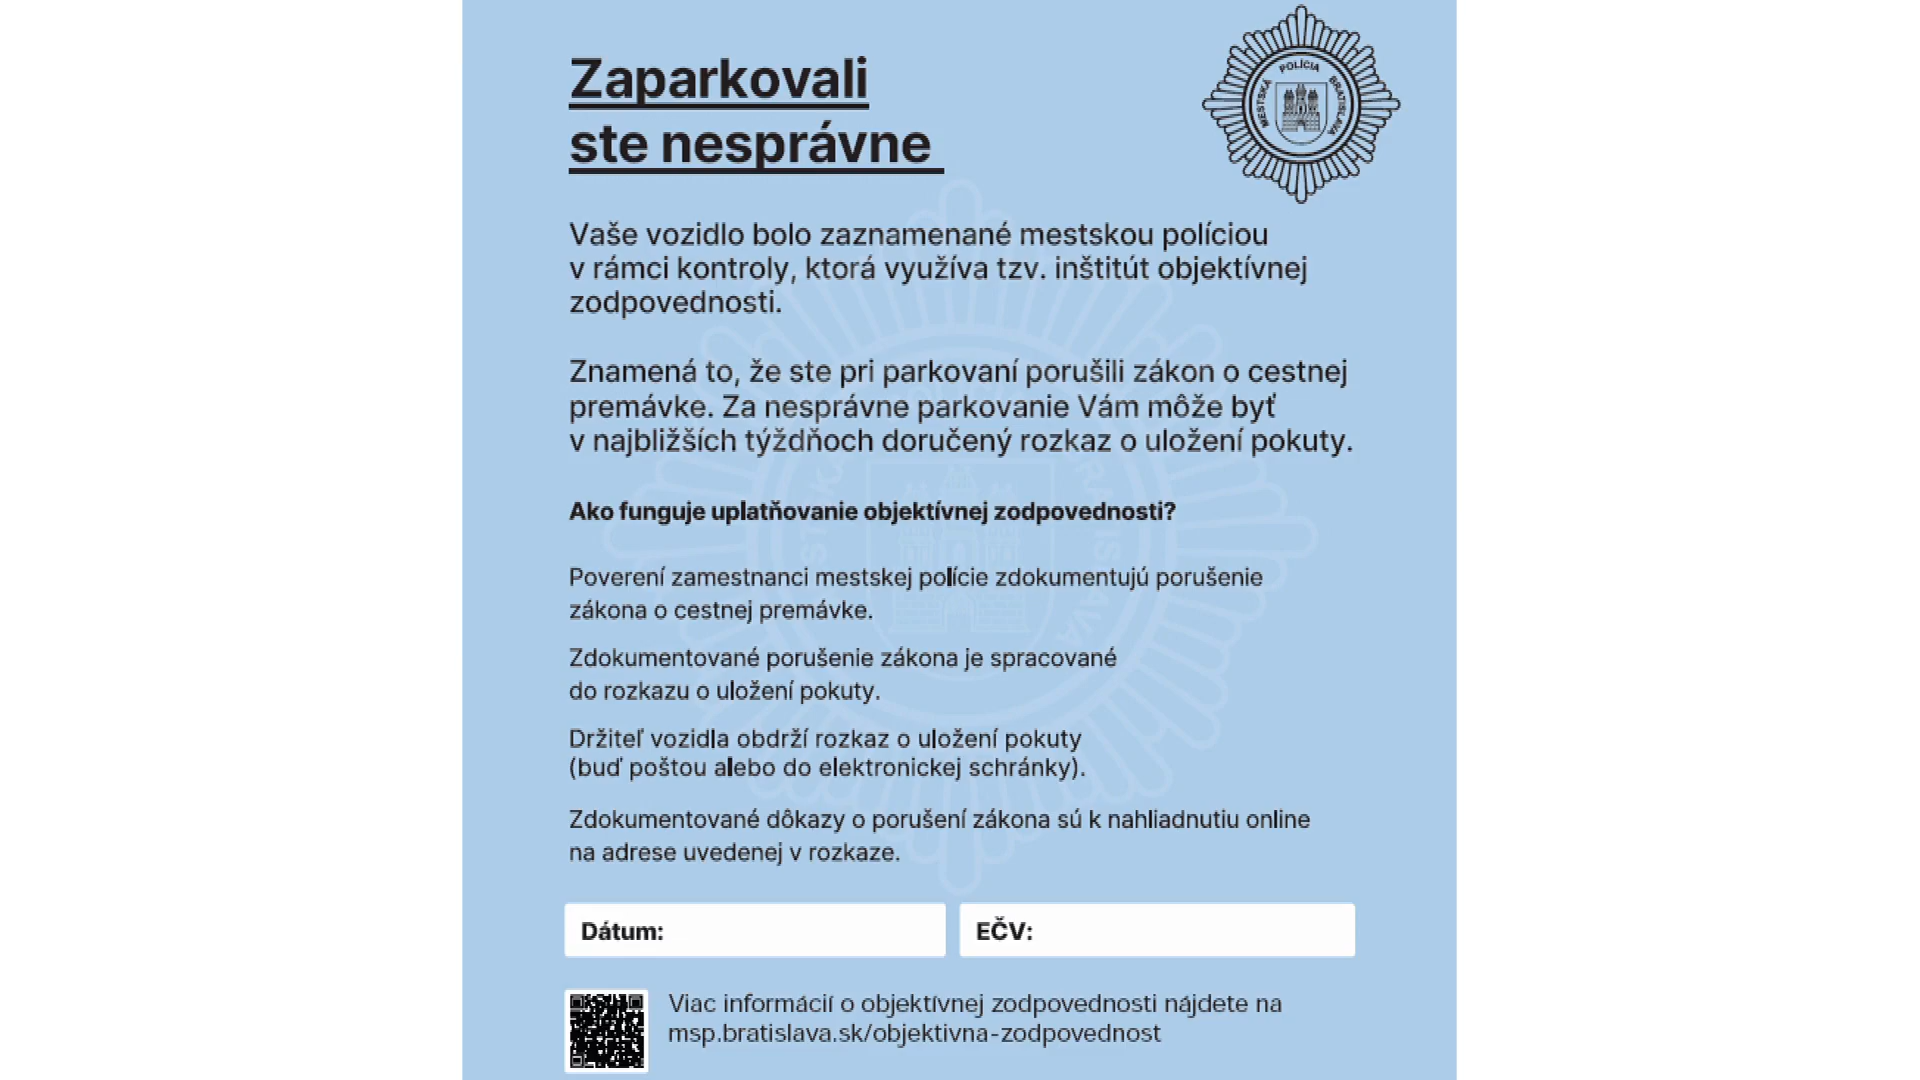 Zaparkovali
ste nesprávne
MESTSKÁ POLÍCIA BRATISLAVA
Vaše vozidlo bolo zaznamenané mestskou políciou
v rámci kontroly, ktorá využíva tzv. inštitút objektívnej
zodpovednosti.
Znamená to, že ste pri parkovaní porušili zákon o cestnej
premávke. Za nesprávne parkovanie Vám môže byť
v najbližších týždňoch doručený rozkaz o uložení pokuty.
Ako funguje uplatňovanie objektívnej zodpovednosti?
Poverení zamestnanci mestskej polície zdokumentujú porušenie
zákona o cestnej premávke.
Zdokumentované porušenie zákona je spracované
do rozkazu o uložení pokuty.
Držiteľ vozidla obdrží rozkaz o uložení pokuty
(buď poštou alebo do elektronickej schránky).
Zdokumentované dôkazy o porušení zákona sú k nahliadnutiu online
na adrese uvedenej v rozkaze.
Dátum:
EČV:
Viac informácií o objektívnej zodpovednosti nájdete na
msp.bratislava.sk/objektivna-zodpovednost